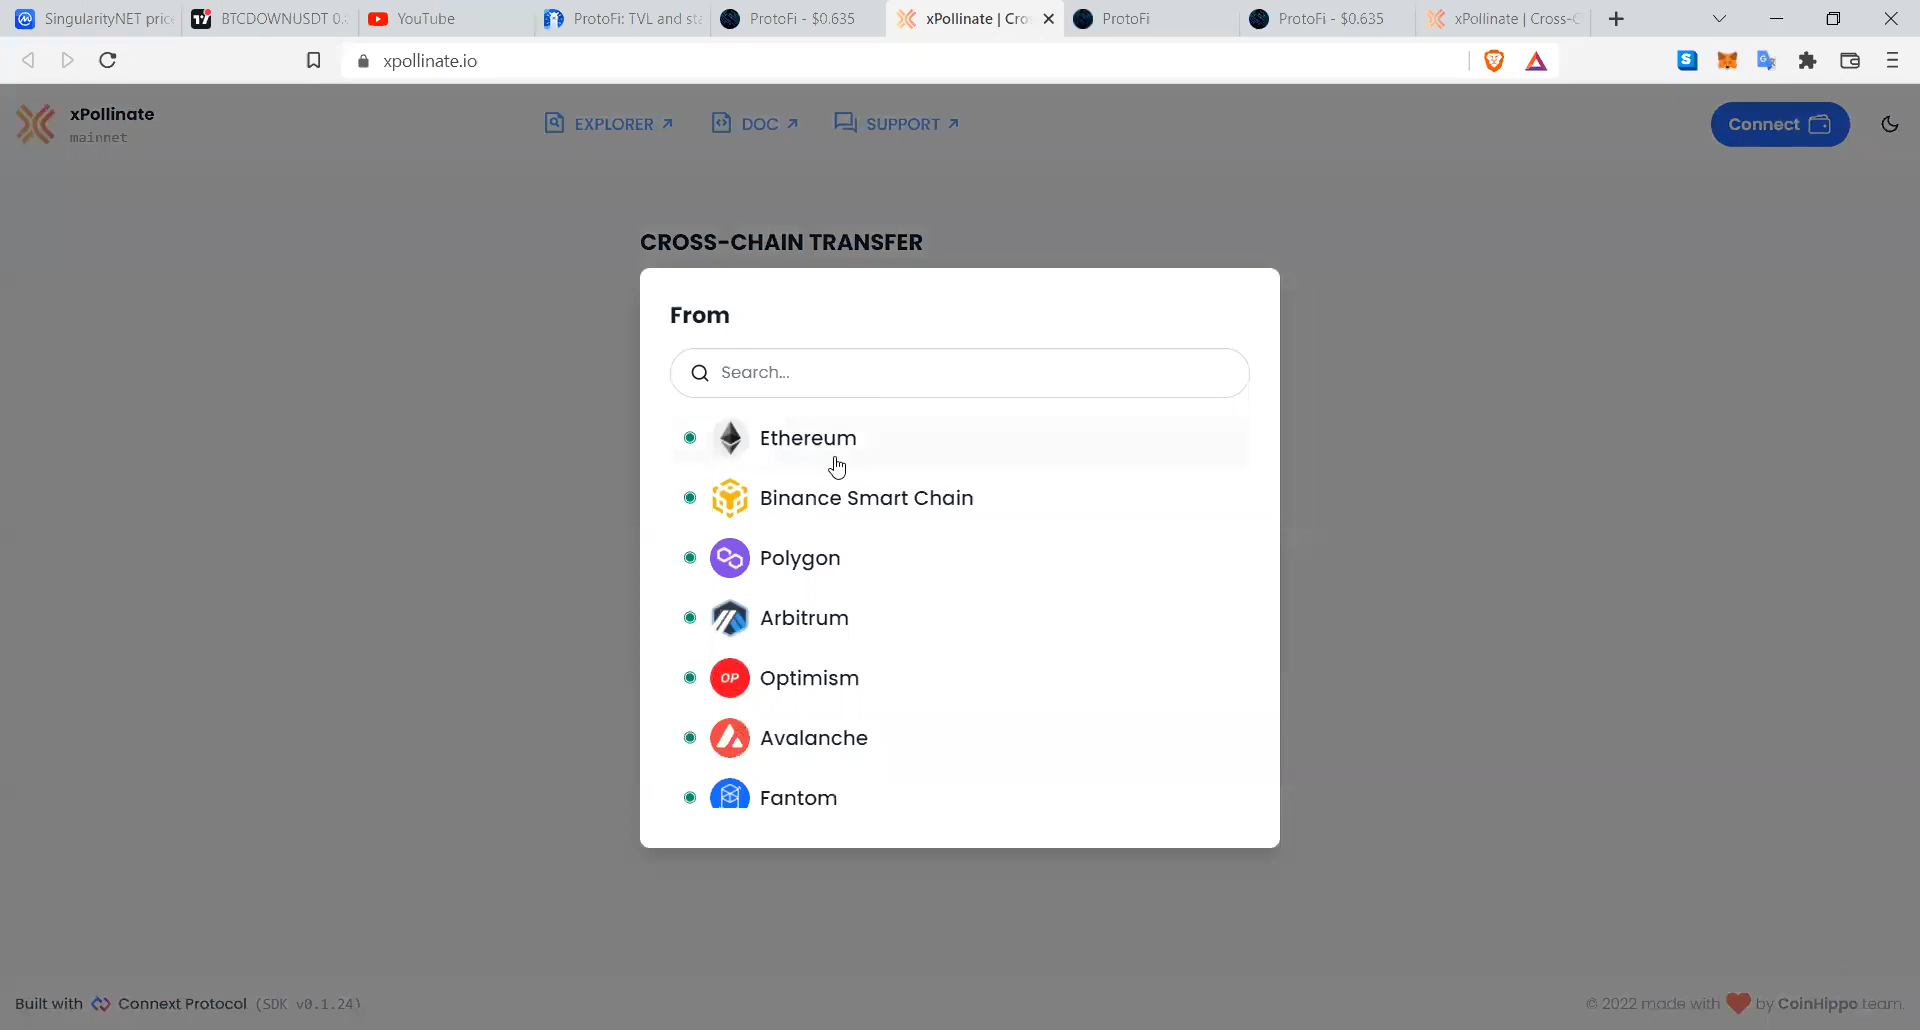 SingularityNET pric
BTCDOWNUSDT 0.
YouTube
ProtoFi: TVL and sta
ProtoFi - $0.635
xPollinate | Cro
ProtoFi
ProtoFi - $0.635
xPollinate | Cross-C
xpollinate.io
xPollinate
mainnet
EXPLORER
DOC
SUPPORT
Connect
CROSS-CHAIN TRANSFER
From
Search...
Ethereum
Binance Smart Chain
Polygon
Arbitrum
OP
Optimism
Avalanche
Fantom
Built with Connext Protocol (SDK v0.1.24)
© 2022 made with by CoinHippo team.